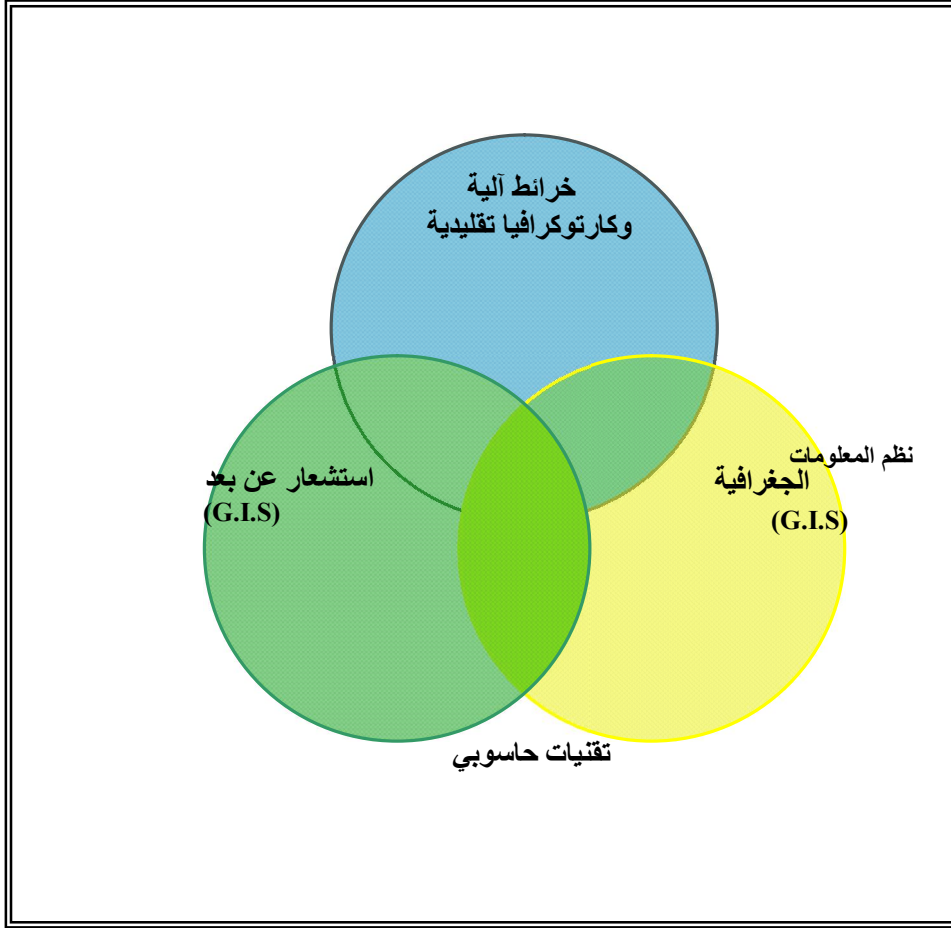 خرائط آلية
وكارتوكرافيا تقليدية
نظم المعلومات
الجغرافية
(G.I.S)
استشعار عن بعد
(G.I.S)
تقنيات حاسوبي